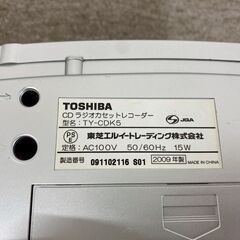 TOSHIBA
CDラジオカセットレコーダー
型名：TY-CDK5
JQA
PS
E
東芝エルイートレーディング株式会社
定格：AC100V 50/60Hz 15W
製造番号 091102116 S01
2009年製
MADE IN CHINA